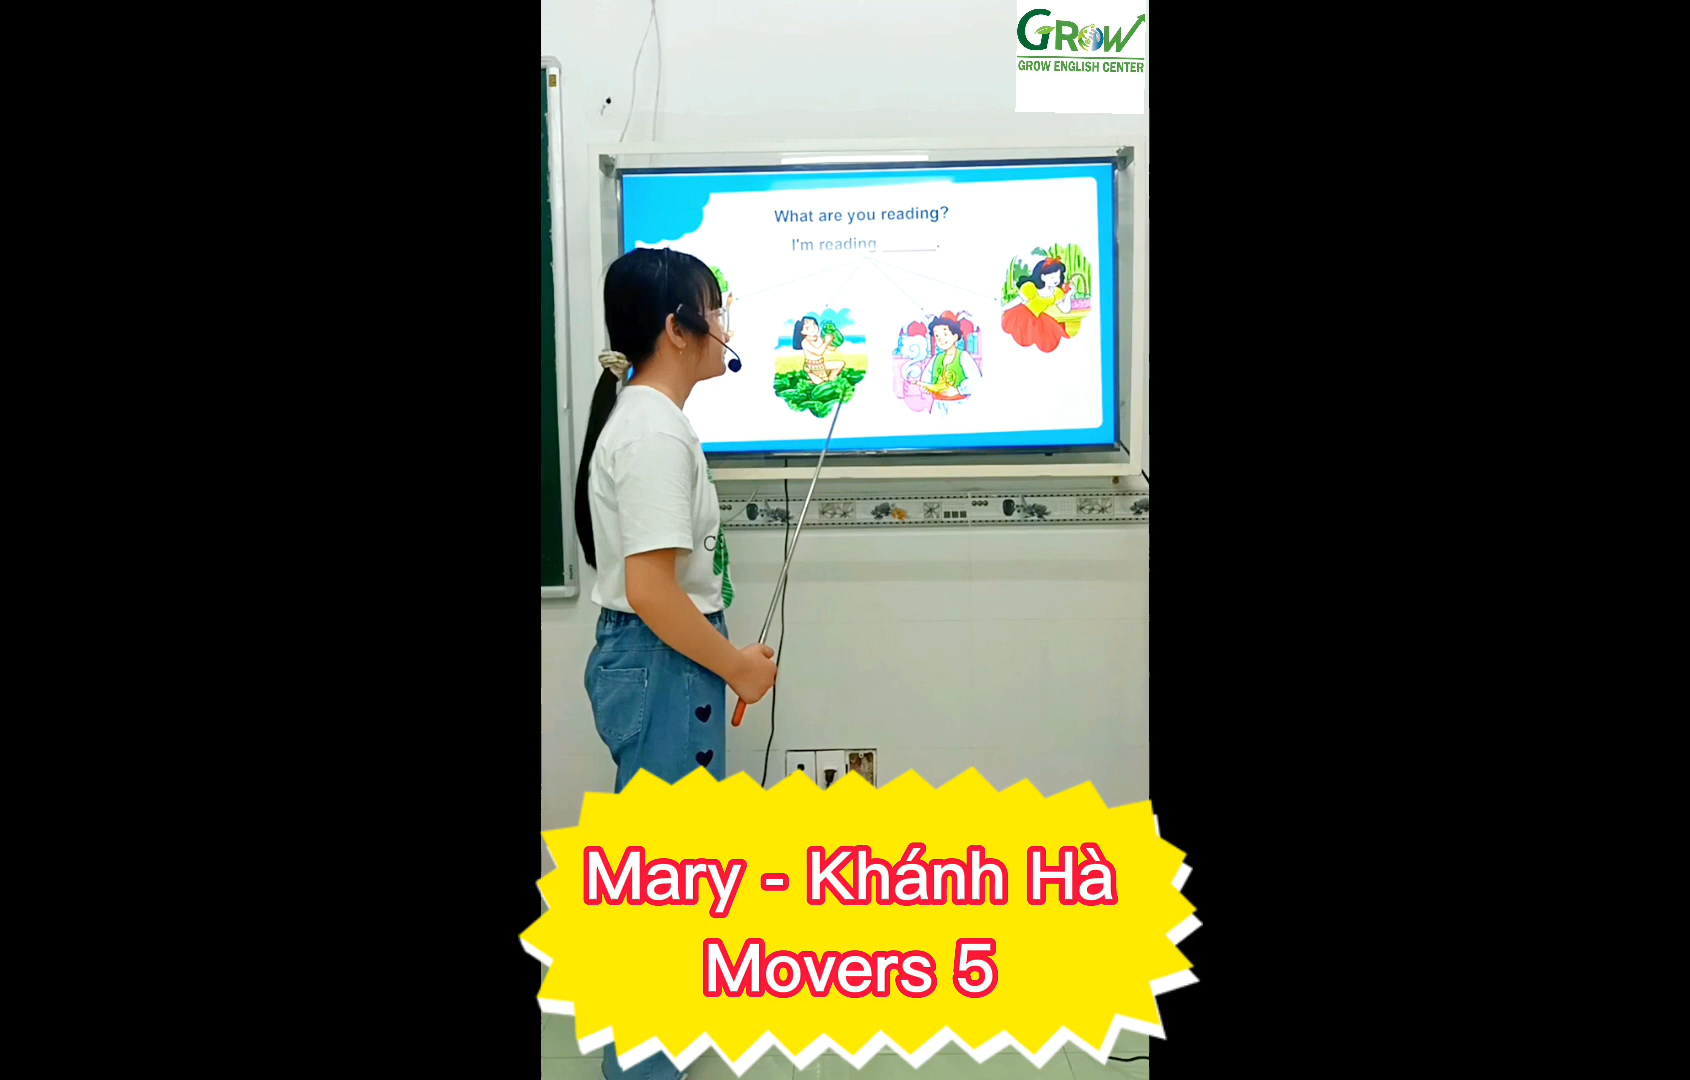 GROW
GROW ENGLISH CENTER
What are you reading?
I'm reading ______.
Mary - Khánh Hà
Movers 5